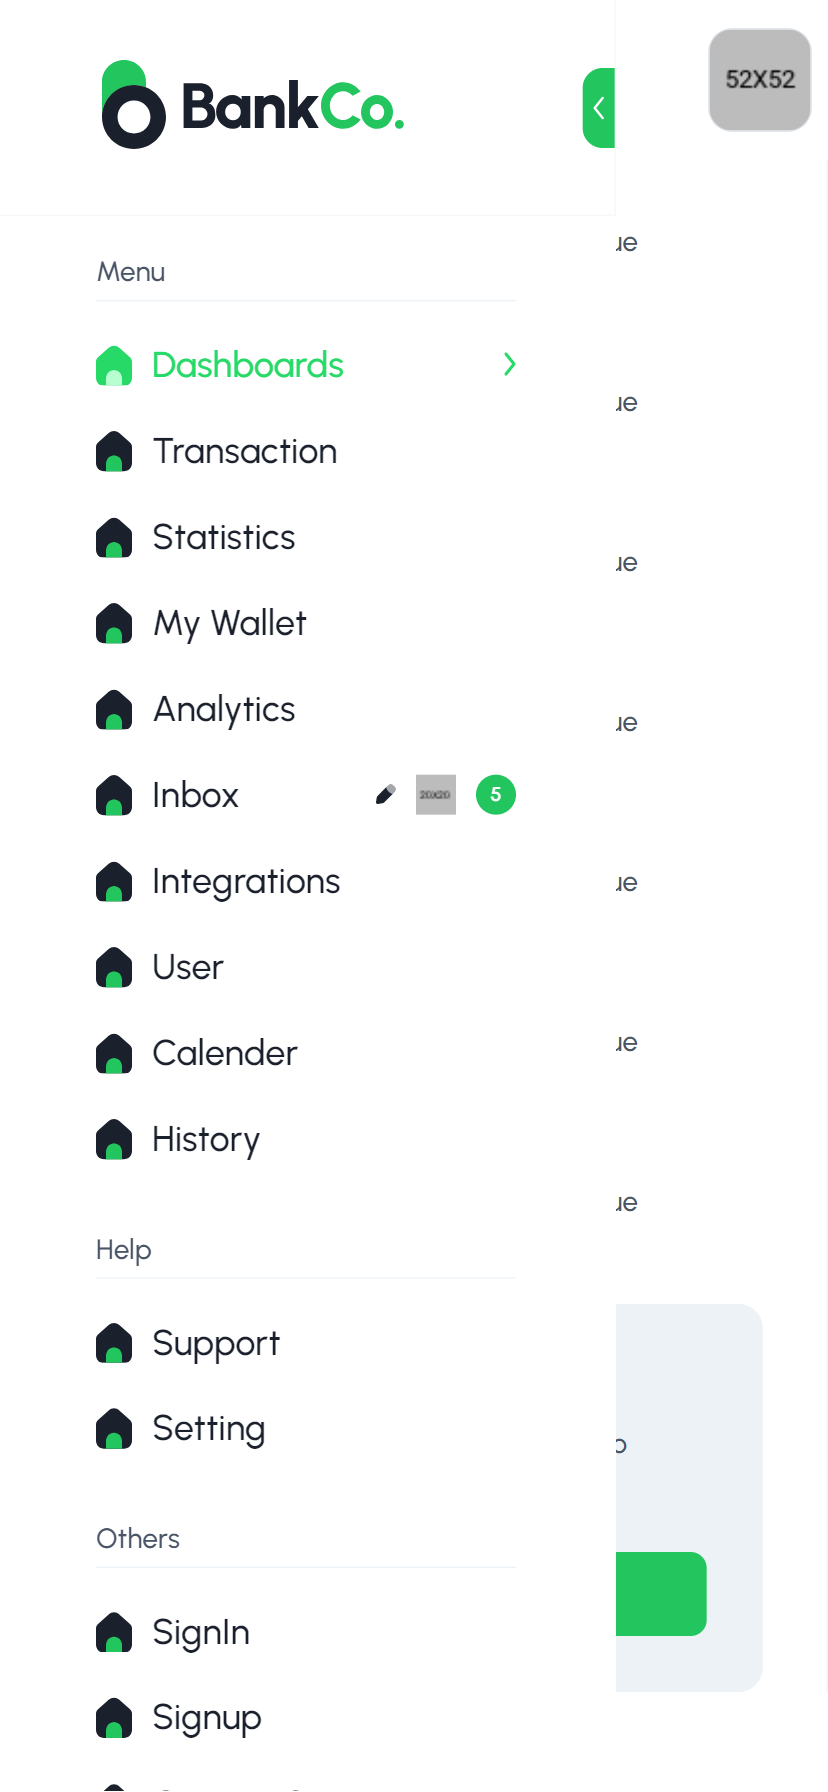 BankCo.
52X52
Menu
Dashboards
Transaction
Statistics
My Wallet
Analytics
Inbox
20X20
5
Integrations
User
Calender
History
Help
Support
Setting
Others
SignIn
Signup
ue
ue
ue
ue
ue
ue
ue